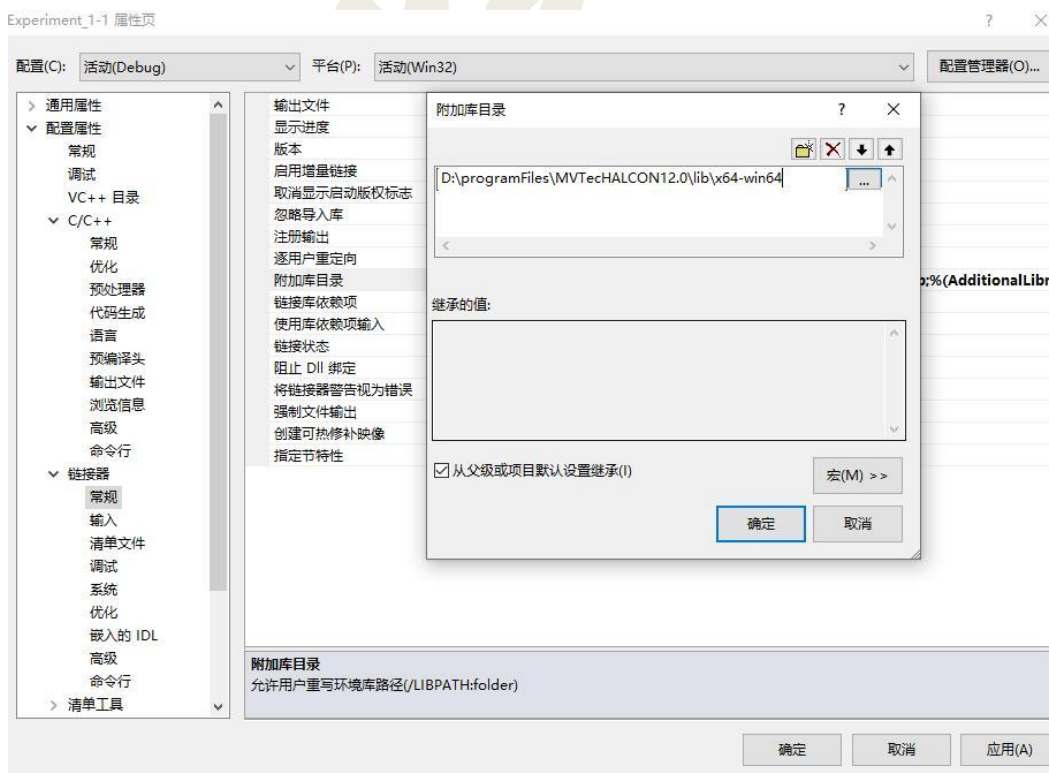 Experiment_1-1 属性页
?
配置(C): 活动(Debug) 平台(P): 活动(Win32) 配置管理器(O)...
通用属性
配置属性
常规
调试
VC++ 目录
C/C++
常规
优化
预处理器
代码生成
语言
预编译头
输出文件
浏览信息
高级
命令行
链接器
常规
输入
清单文件
调试
系统
优化
嵌入的 IDL
高级
命令行
清单工具
输出文件
显示进度
版本
启用增量链接
取消显示启动版权标志
忽略导入库
注册输出
逐用户重定向
附加库目录
链接库依赖项
使用库依赖项输入
链接状态
阻止 Dll 绑定
将链接器警告视为错误
强制文件输出
创建可热修补映像
指定节特性
;%(AdditionalLibr
附加库目录 ?
D:\programFiles\MVTecHALCON12.0\lib\x64-win64 ...
继承的值:
从父级或项目默认设置继承(I)
宏(M) >>
确定 取消
附加库目录
允许用户重写环境库路径(/LIBPATH:folder)
确定 取消 应用(A)